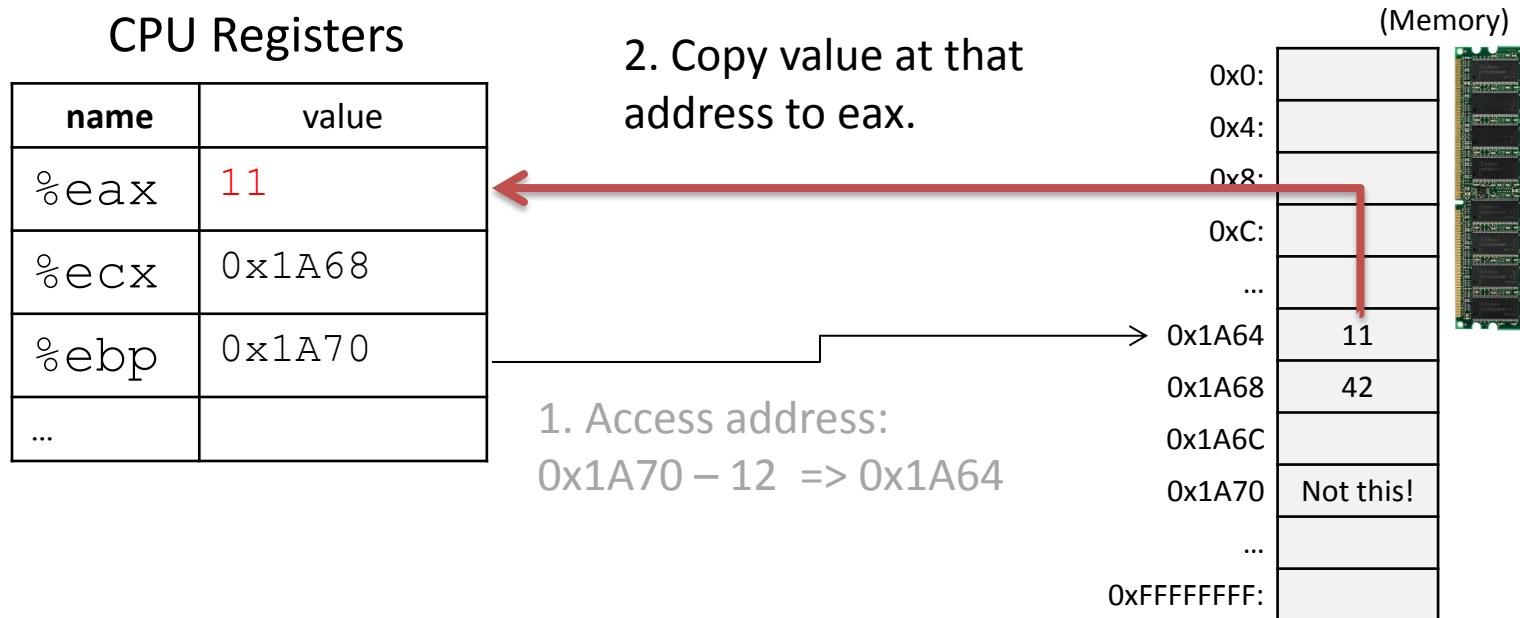 CPU Registers
name value
%eax 11
%ecx 0x1A68
%ebp 0x1A70
…
2. Copy value at that
address to eax.
1. Access address:
0x1A70 – 12 => 0x1A64
(Memory)
0x0:
0x4:
0x8:
0xC:
…
0x1A64 11
0x1A68 42
0x1A6C
0x1A70 Not this!
…
0xFFFFFFFF: